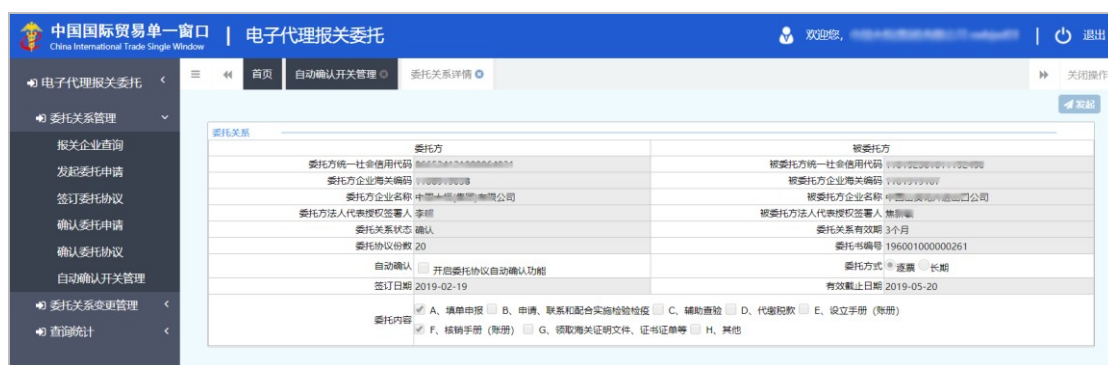 中国国际贸易单一窗口 | 电子代理报关委托 欢迎您, | 退出
China International Trade Single Window
电子代理报关委托 首页 自动确认开关管理 委托关系详情 关闭操作
发起
委托关系管理
报关企业查询
发起委托申请
签订委托协议
确认委托申请
确认委托协议
自动确认开关管理
委托关系变更管理
查询统计
委托关系
委托方 被委托方
委托方统一社会信用代码 被委托方统一社会信用代码
委托方企业海关编码 被委托方企业海关编码
委托方企业名称 公司 被委托方企业名称 口公司
委托方法人代表授权签署人 李 被委托方法人代表授权签署人 焦
委托关系状态 确认 委托关系有效期 3个月
委托协议份数 20 委托书编号 196001000000261
自动确认 开启委托协议自动确认功能 委托方式 逐票 长期
签订日期 2019-02-19 有效截止日期 2019-05-20
委托内容 A、填单申报 B、申请、联系和配合实施检验检疫 C、辅助查验 D、代缴税款 E、设立手册（账册）
F、核销手册（账册） G、领取海关证明文件、证书证单等 H、其他